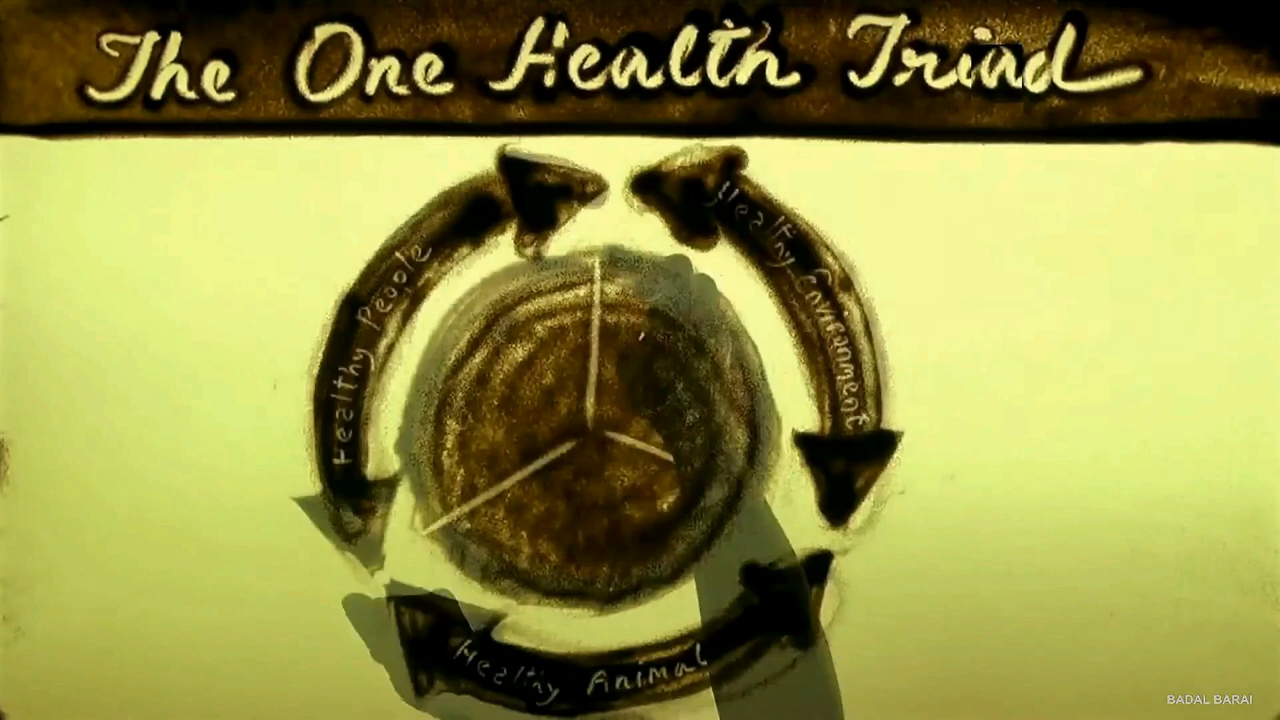 The One Health Triad
Healthy People
Healthy Environment
Healthy Animal
BADAL BARAI